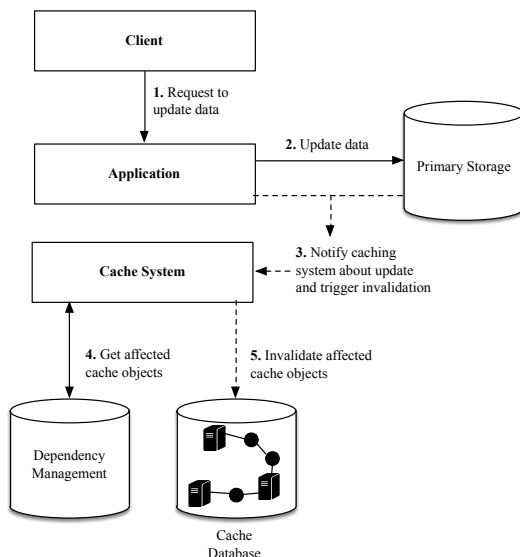 Client
1. Request to
update data
2. Update data
Application
Primary Storage
3. Notify caching
system about update
and trigger invalidation
Cache System
4. Get affected
cache objects
5. Invalidate affected
cache objects
Dependency
Management
Cache
Database